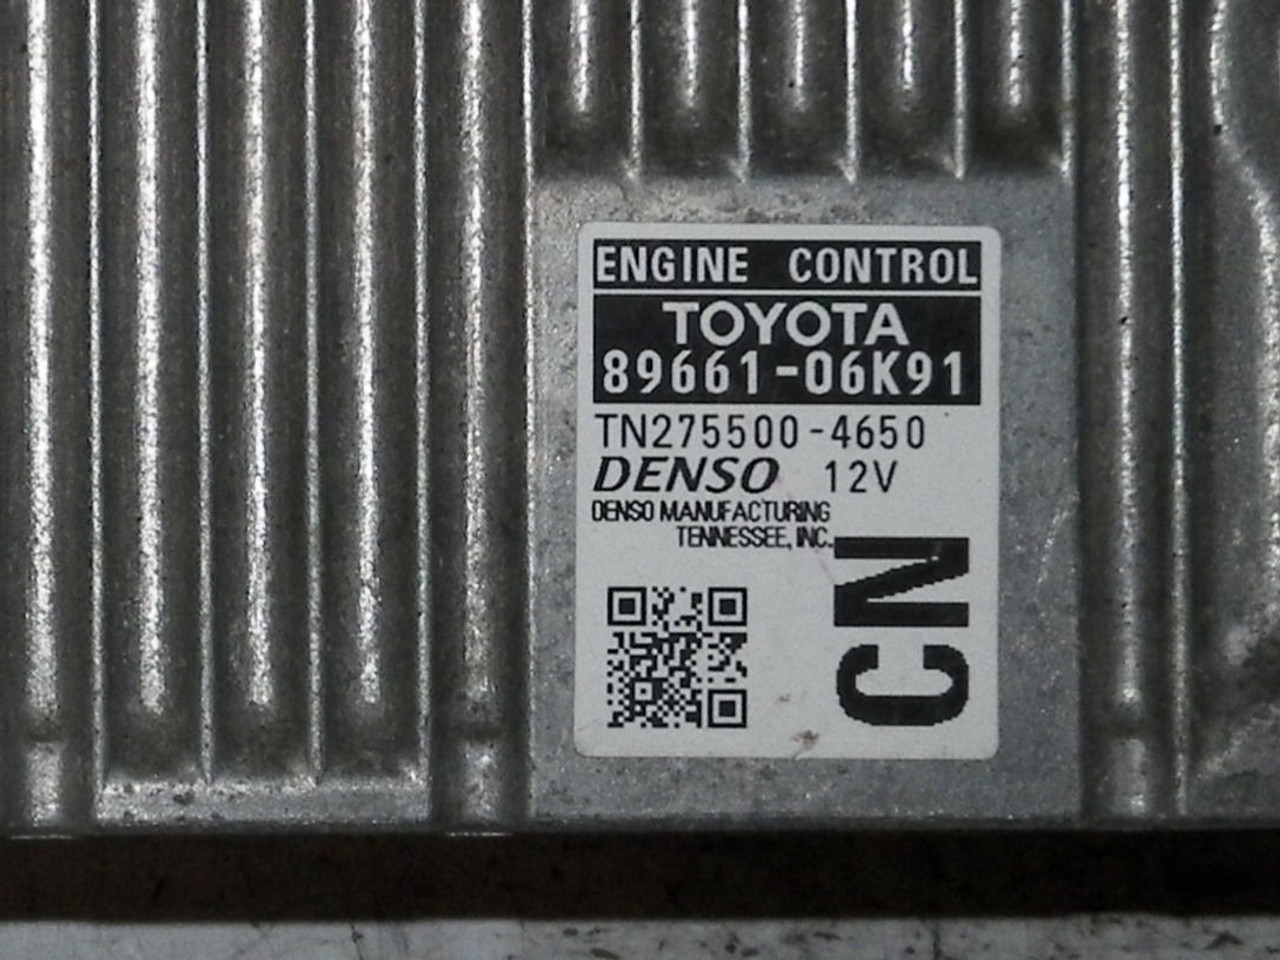 ENGINE CONTROL
TOYOTA
89661-06K91
TN275500-4650
DENSO 12V
DENSO MANUFACTURING
TENNESSEE, INC.
CN